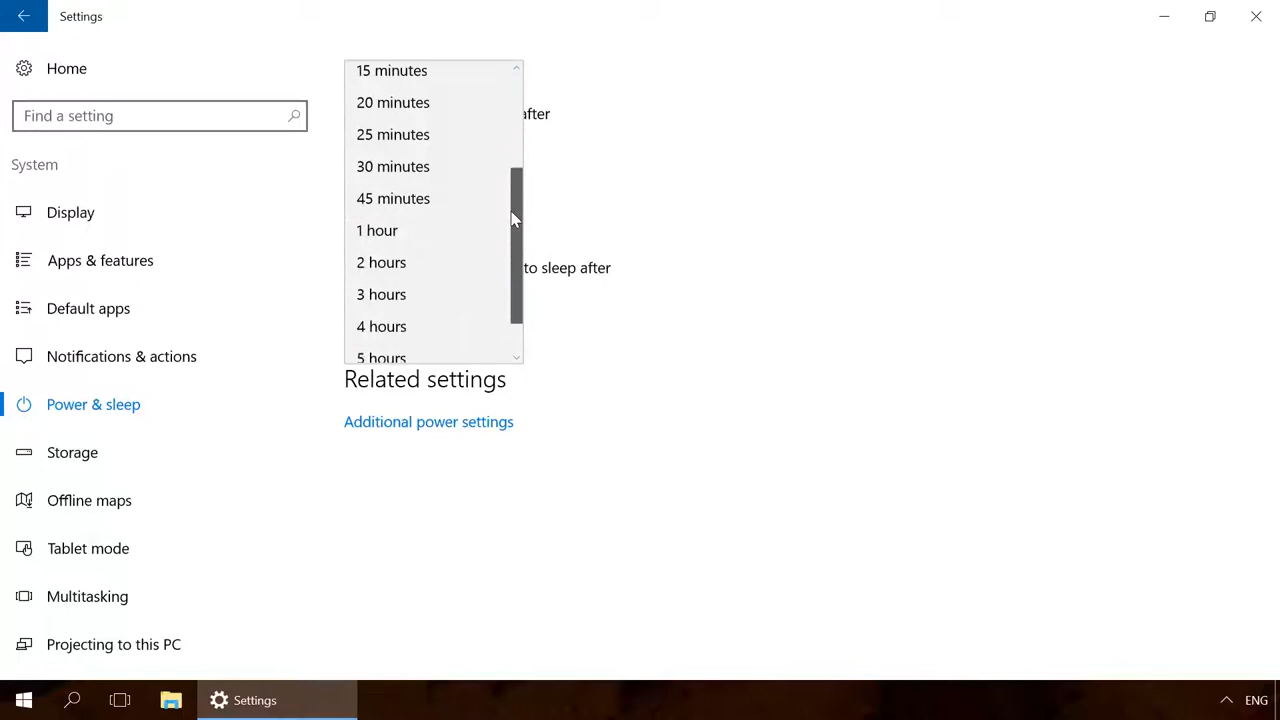 Settings
Home
Find a setting
System
Display
Apps & features
Default apps
Notifications & actions
Power & sleep
Storage
Offline maps
Tablet mode
Multitasking
Projecting to this PC
15 minutes
20 minutes
25 minutes
30 minutes
45 minutes
1 hour
2 hours
3 hours
4 hours
5 hours
after
to sleep after
Related settings
Additional power settings
Settings
ENG